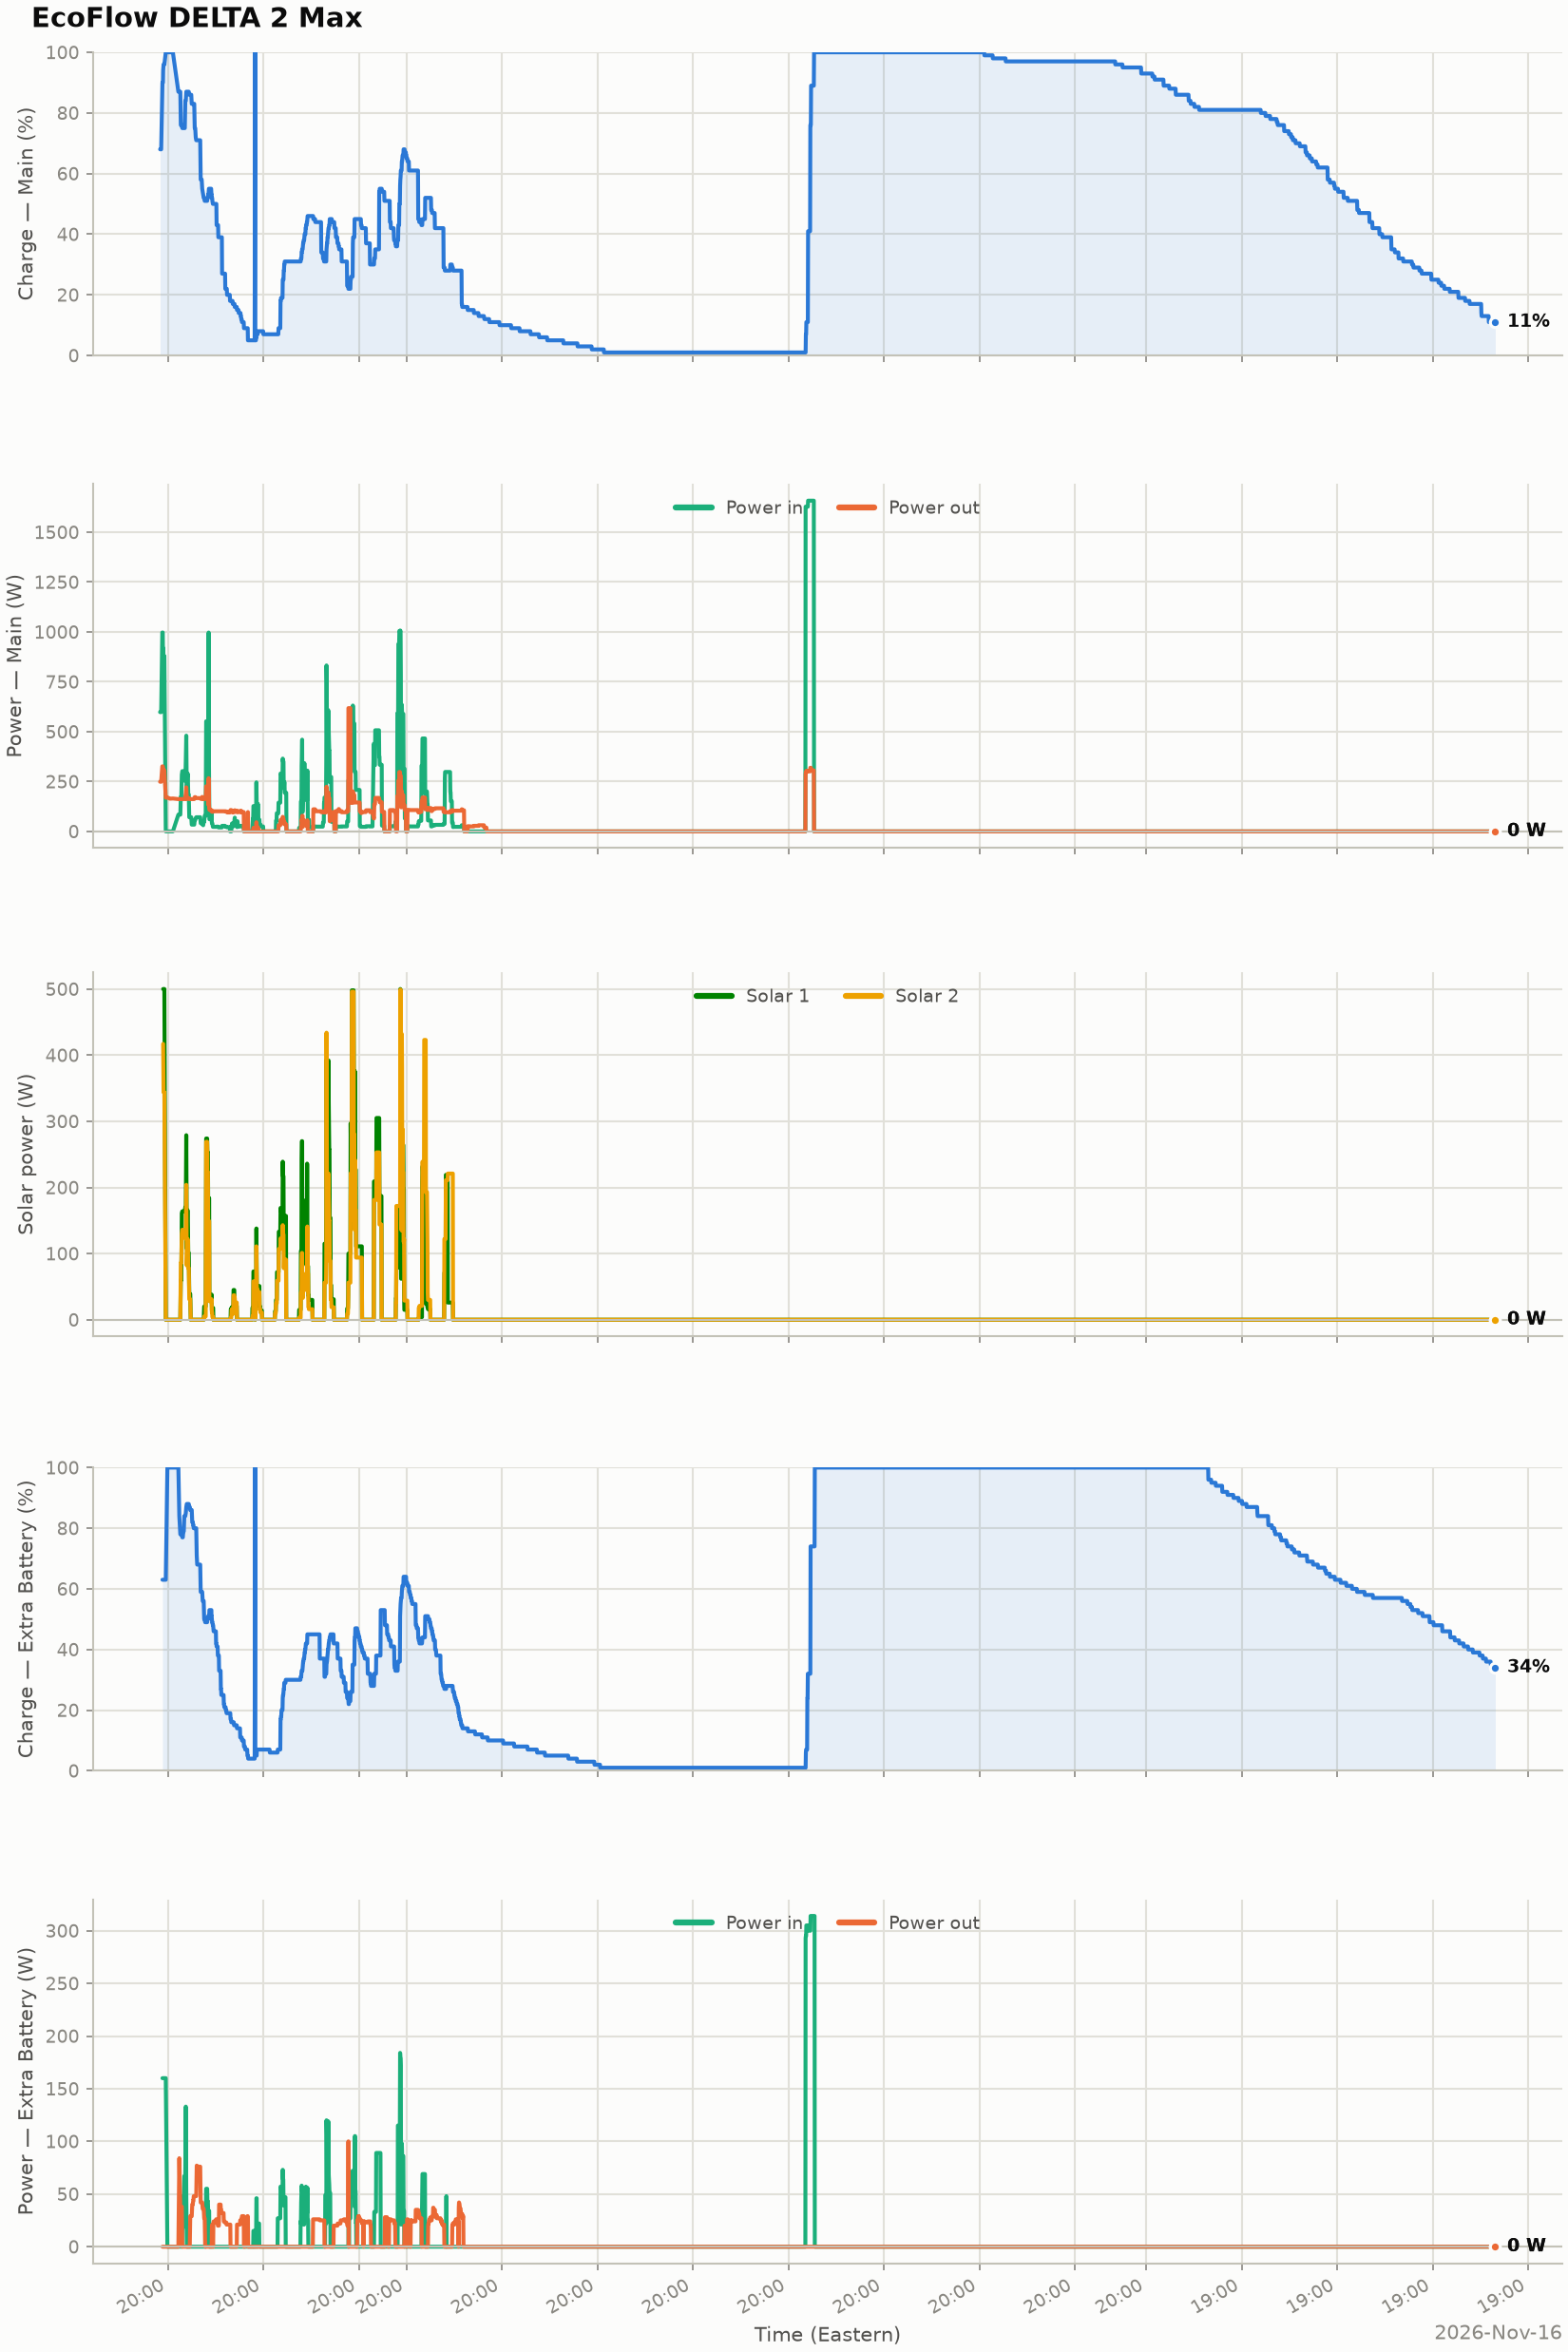 EcoFlow DELTA 2 Max
Charge — Main (%)
100
80
60
40
20
0
11%
Power — Main (W)
Power in
Power out
1500
1250
1000
750
500
250
0
0 W
Solar power (W)
Solar 1
Solar 2
500
400
300
200
100
0
0 W
Charge — Extra Battery (%)
100
80
60
40
20
0
34%
Power — Extra Battery (W)
Power in
Power out
300
250
200
150
100
50
0
0 W
20:00 20:00 20:00 20:00 20:00 20:00 20:00 20:00 20:00 20:00 20:00 20:00 19:00 19:00 19:00 19:00
Time (Eastern)
2026-Nov-16